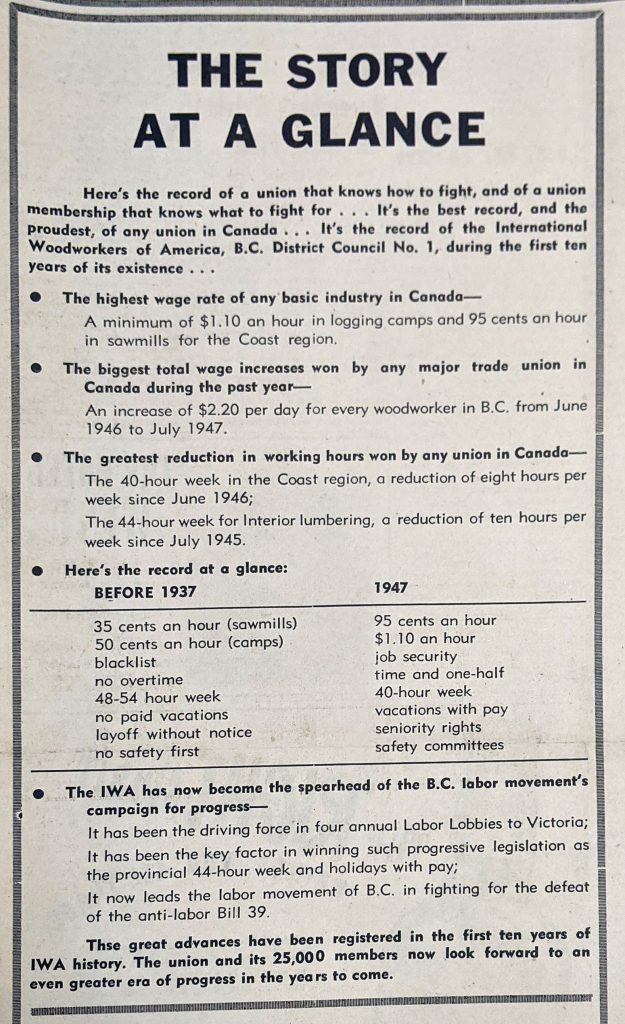 THE STORY
AT A GLANCE
Here's the record of a union that knows how to fight, and of a union
membership that knows what to fight for . . . It's the best record, and the
proudest, of any union in Canada . . . It's the record of the International
Woodworkers of America, B.C. District Council No. 1, during the first ten
years of its existence . . .
● The highest wage rate of any basic industry in Canada—
A minimum of $1.10 an hour in logging camps and 95 cents an hour
in sawmills for the Coast region.
● The biggest total wage increases won by any major trade union in
Canada during the past year—
An increase of $2.20 per day for every woodworker in B.C. from June
1946 to July 1947.
● The greatest reduction in working hours won by any union in Canada—
The 40-hour week in the Coast region, a reduction of eight hours per
week since June 1946;
The 44-hour week for Interior lumbering, a reduction of ten hours per
week since July 1945.
● Here's the record at a glance:
BEFORE 1937 1947
35 cents an hour (sawmills) 95 cents an hour
50 cents an hour (camps) $1.10 an hour
blacklist job security
no overtime time and one-half
48-54 hour week 40-hour week
no paid vacations vacations with pay
layoff without notice seniority rights
no safety first safety committees
● The IWA has now become the spearhead of the B.C. labor movement's
campaign for progress—
It has been the driving force in four annual Labor Lobbies to Victoria;
It has been the key factor in winning such progressive legislation as
the provincial 44-hour week and holidays with pay;
It now leads the labor movement of B.C. in fighting for the defeat
of the anti-labor Bill 39.
Thse great advances have been registered in the first ten years of
IWA history. The union and its 25,000 members now look forward to an
even greater era of progress in the years to come.